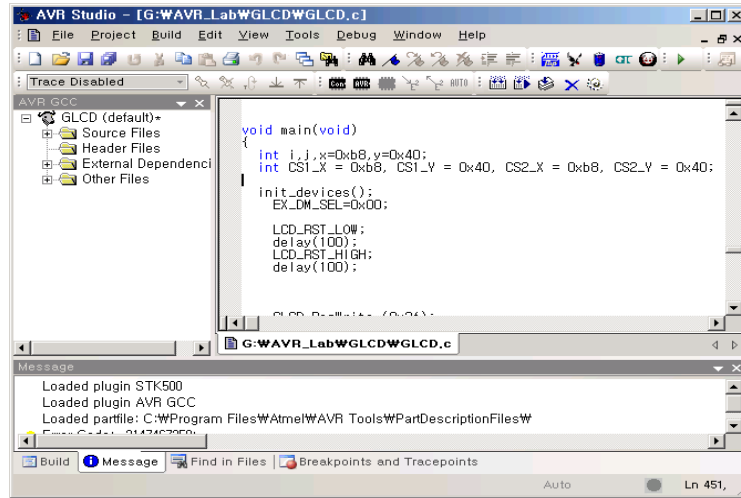 AVR Studio - [G:₩AVR_Lab₩GLCD₩GLCD.c]
File Project Build Edit View Tools Debug Window Help
Trace Disabled
Con AVR AUTO
AVR GCC
GLCD (default)*
Source Files
Header Files
External Dependenci
Other Files
void main(void)
{
int i,j,x=0xb8,y=0x40;
int CS1_X = 0xb8, CS1_Y = 0x40, CS2_X = 0xb8, CS2_Y = 0x40;
init_devices();
EX_DM_SEL=0x00;
LCD_RST_LOW;
delay(100);
LCD_RST_HIGH;
delay(100);
G:₩AVR_Lab₩GLCD₩GLCD.c
Message
Loaded plugin STK500
Loaded plugin AVR GCC
Loaded partfile: C:₩Program Files₩Atmel₩AVR Tools₩PartDescriptionFiles₩
Build Message Find in Files Breakpoints and Tracepoints
Auto Ln 451,